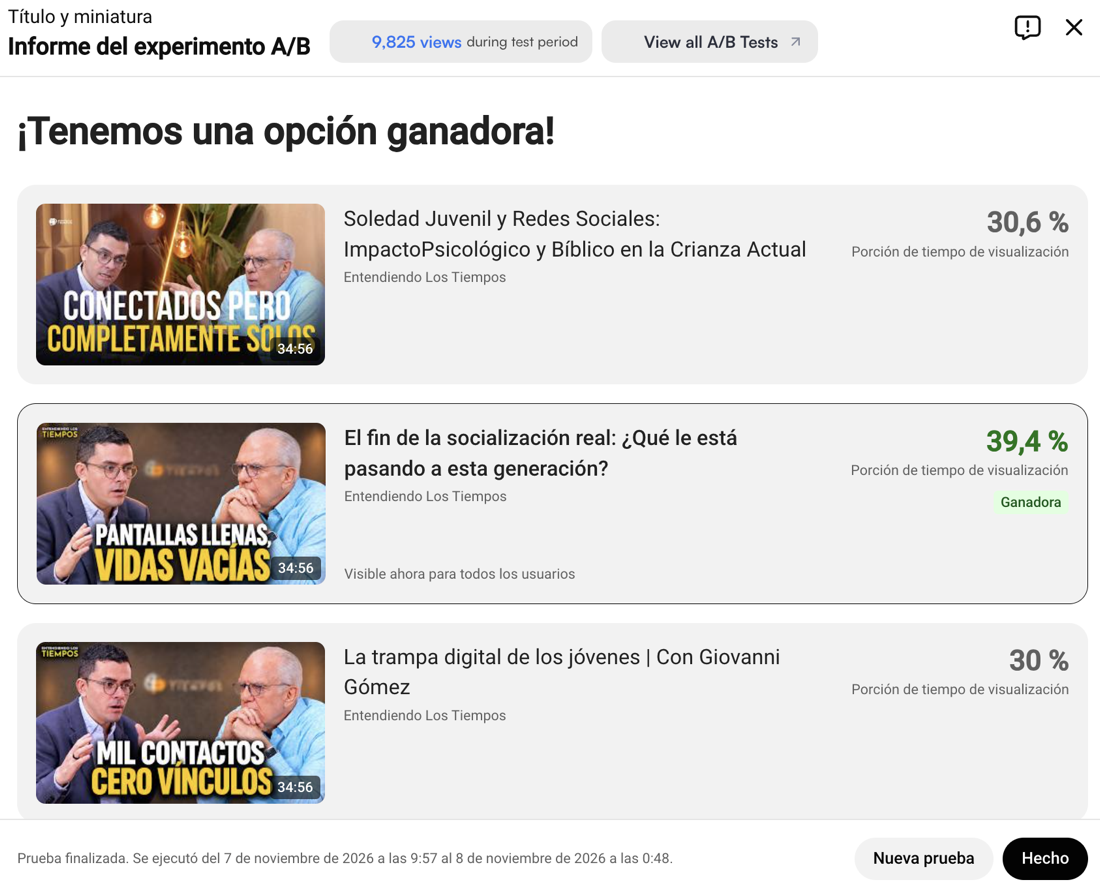 Título y miniatura
Informe del experimento A/B
9,825 views during test period
View all A/B Tests
¡Tenemos una opción ganadora!
CONECTADOS PERO
COMPLETAMENTE SOLOS
34:56
Soledad Juvenil y Redes Sociales:
ImpactoPsicológico y Bíblico en la Crianza Actual
Entendiendo Los Tiempos
30,6 %
Porción de tiempo de visualización
ENTENDIENDO LOS
TIEMPOS
TIEMPOS
PANTALLAS LLENAS,
VIDAS VACÍAS
34:56
El fin de la socialización real: ¿Qué le está
pasando a esta generación?
Entendiendo Los Tiempos
Visible ahora para todos los usuarios
39,4 %
Porción de tiempo de visualización
Ganadora
ENTENDIENDO LOS
TIEMPOS
TIEMPOS
MIL CONTACTOS
CERO VÍNCULOS
34:56
La trampa digital de los jóvenes | Con Giovanni
Gómez
Entendiendo Los Tiempos
30 %
Porción de tiempo de visualización
Prueba finalizada. Se ejecutó del 7 de noviembre de 2026 a las 9:57 al 8 de noviembre de 2026 a las 0:48.
Nueva prueba
Hecho